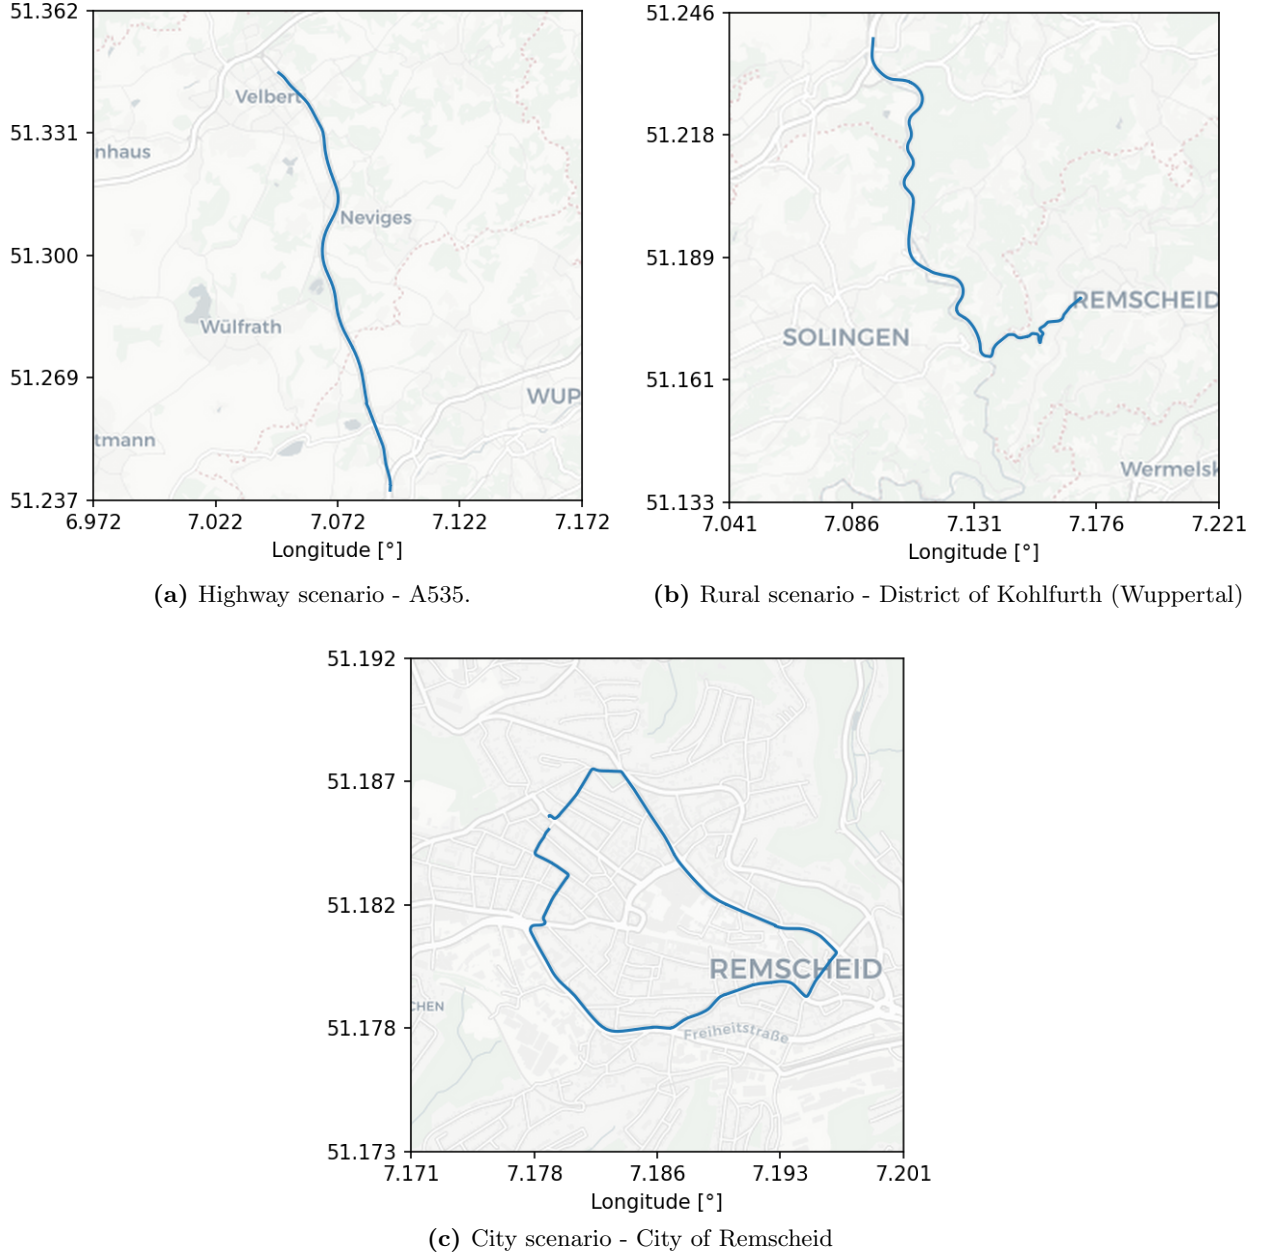 51.362
51.331
51.300
51.269
51.237
6.972 7.022 7.072 7.122 7.172
Longitude [°]
Velbert
nhaus
Neviges
Wülfrath
WUP
tmann
(a) Highway scenario - A535.
51.246
51.218
51.189
51.161
51.133
7.041 7.086 7.131 7.176 7.221
Longitude [°]
REMSCHEID
SOLINGEN
Wermelsk
(b) Rural scenario - District of Kohlfurth (Wuppertal)
51.192
51.187
51.182
51.178
51.173
7.171 7.178 7.186 7.193 7.201
Longitude [°]
REMSCHEID
CHEN
Freiheitstraße
(c) City scenario - City of Remscheid